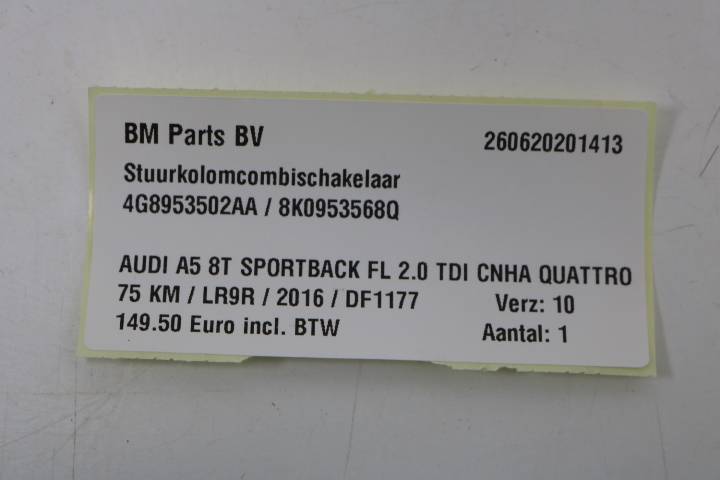 BM Parts BV 260620201413
Stuurkolomcombischakelaar
4G8953502AA / 8K0953568Q
AUDI A5 8T SPORTBACK FL 2.0 TDI CNHA QUATTRO
75 KM / LR9R / 2016 / DF1177 Verz: 10
149.50 Euro incl. BTW Aantal: 1